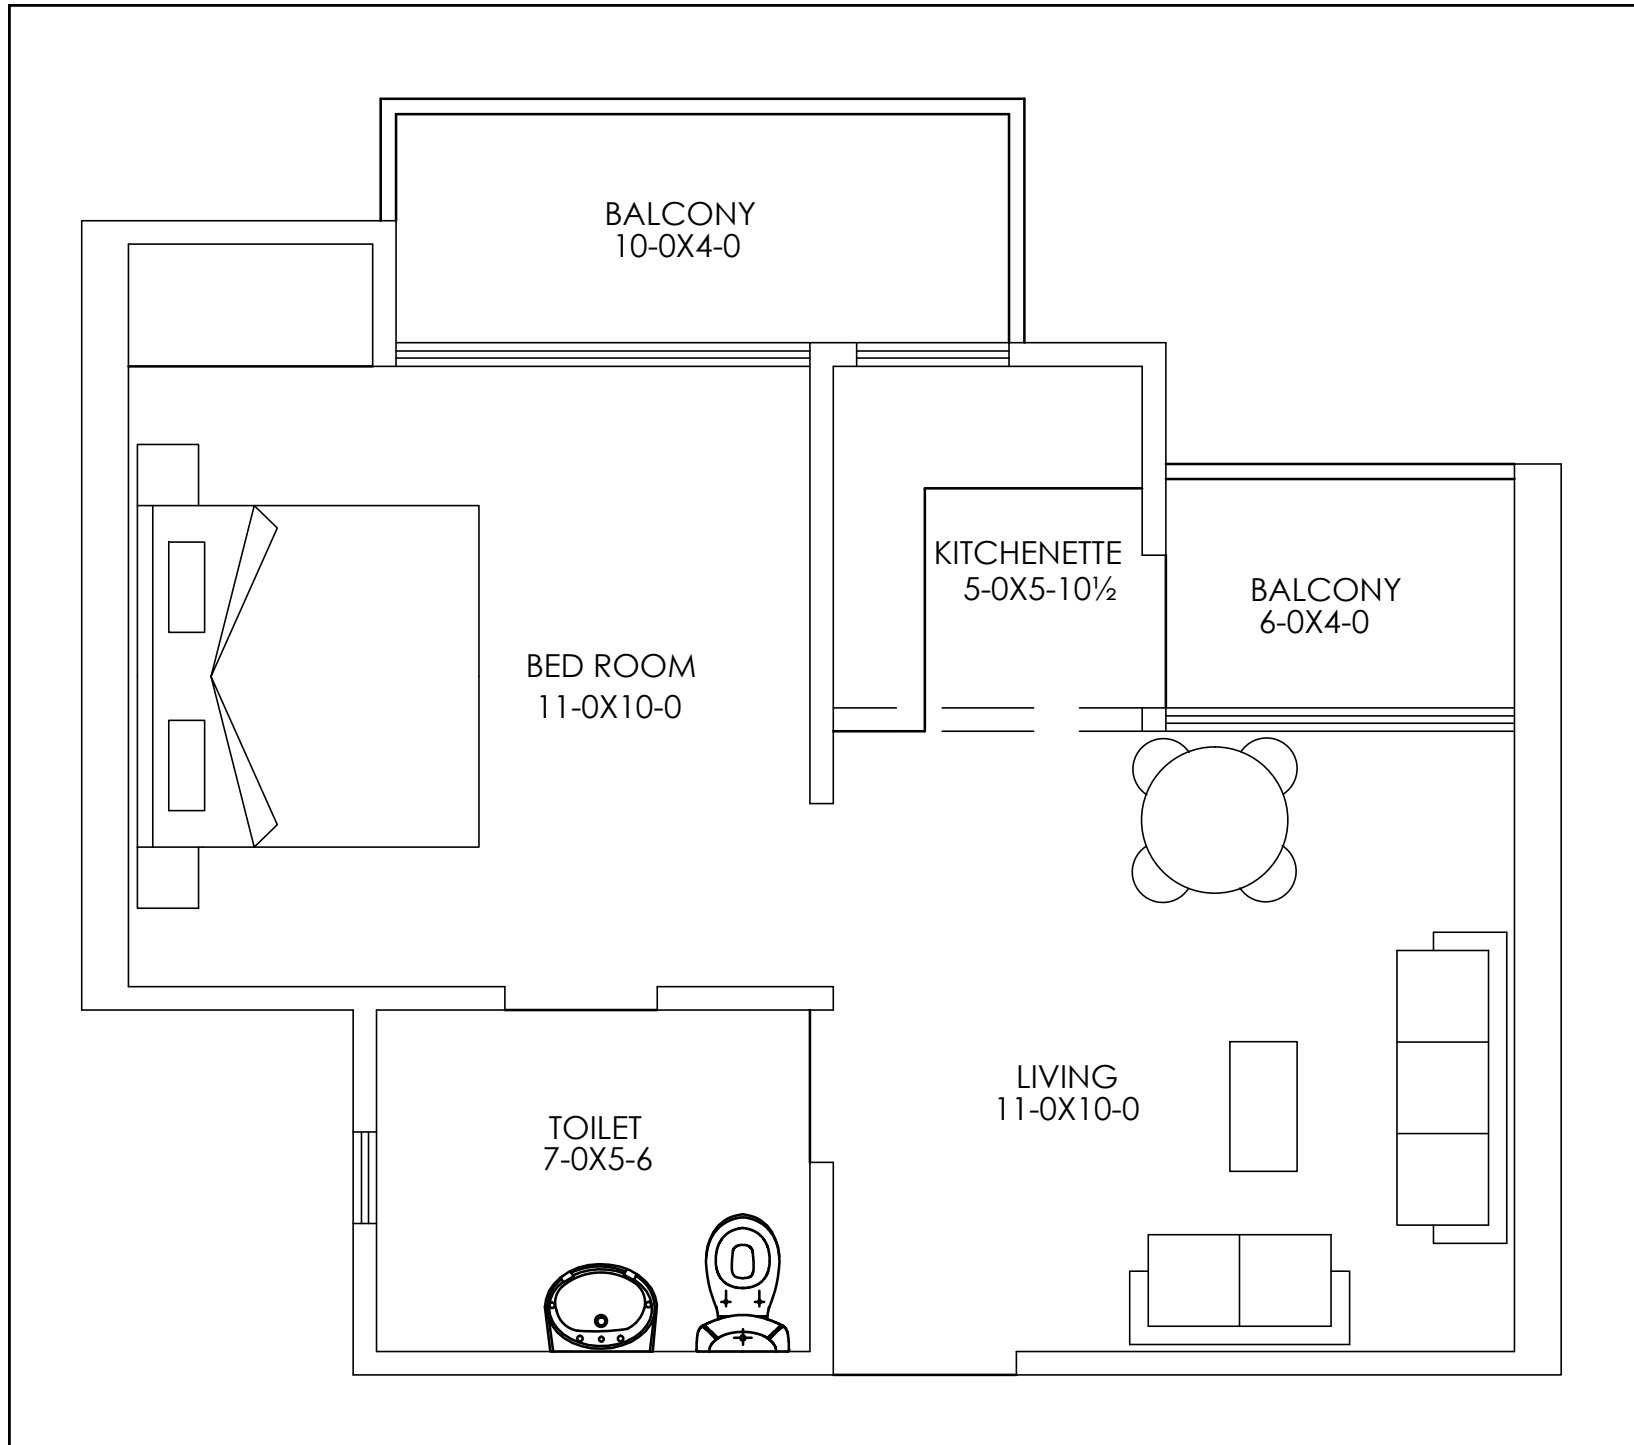 BALCONY
10-0X4-0
KITCHENETTE
5-0X5-10½
BALCONY
6-0X4-0
BED ROOM
11-0X10-0
LIVING
11-0X10-0
TOILET
7-0X5-6